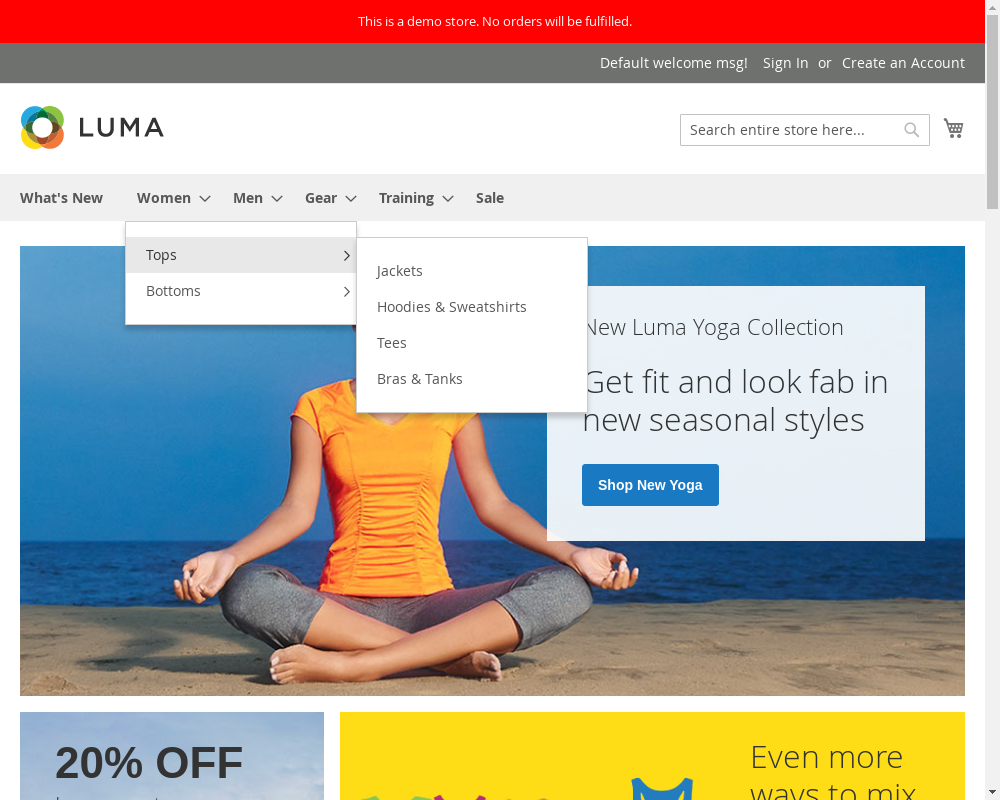 This is a demo store. No orders will be fulfilled.
Default welcome msg! Sign In or Create an Account
LUMA
Search entire store here...
What's New Women Men Gear Training Sale
Tops
Bottoms
Jackets
Hoodies & Sweatshirts
Tees
Bras & Tanks
New Luma Yoga Collection
Get fit and look fab in
new seasonal styles
Shop New Yoga
20% OFF
Even more
ways to mix